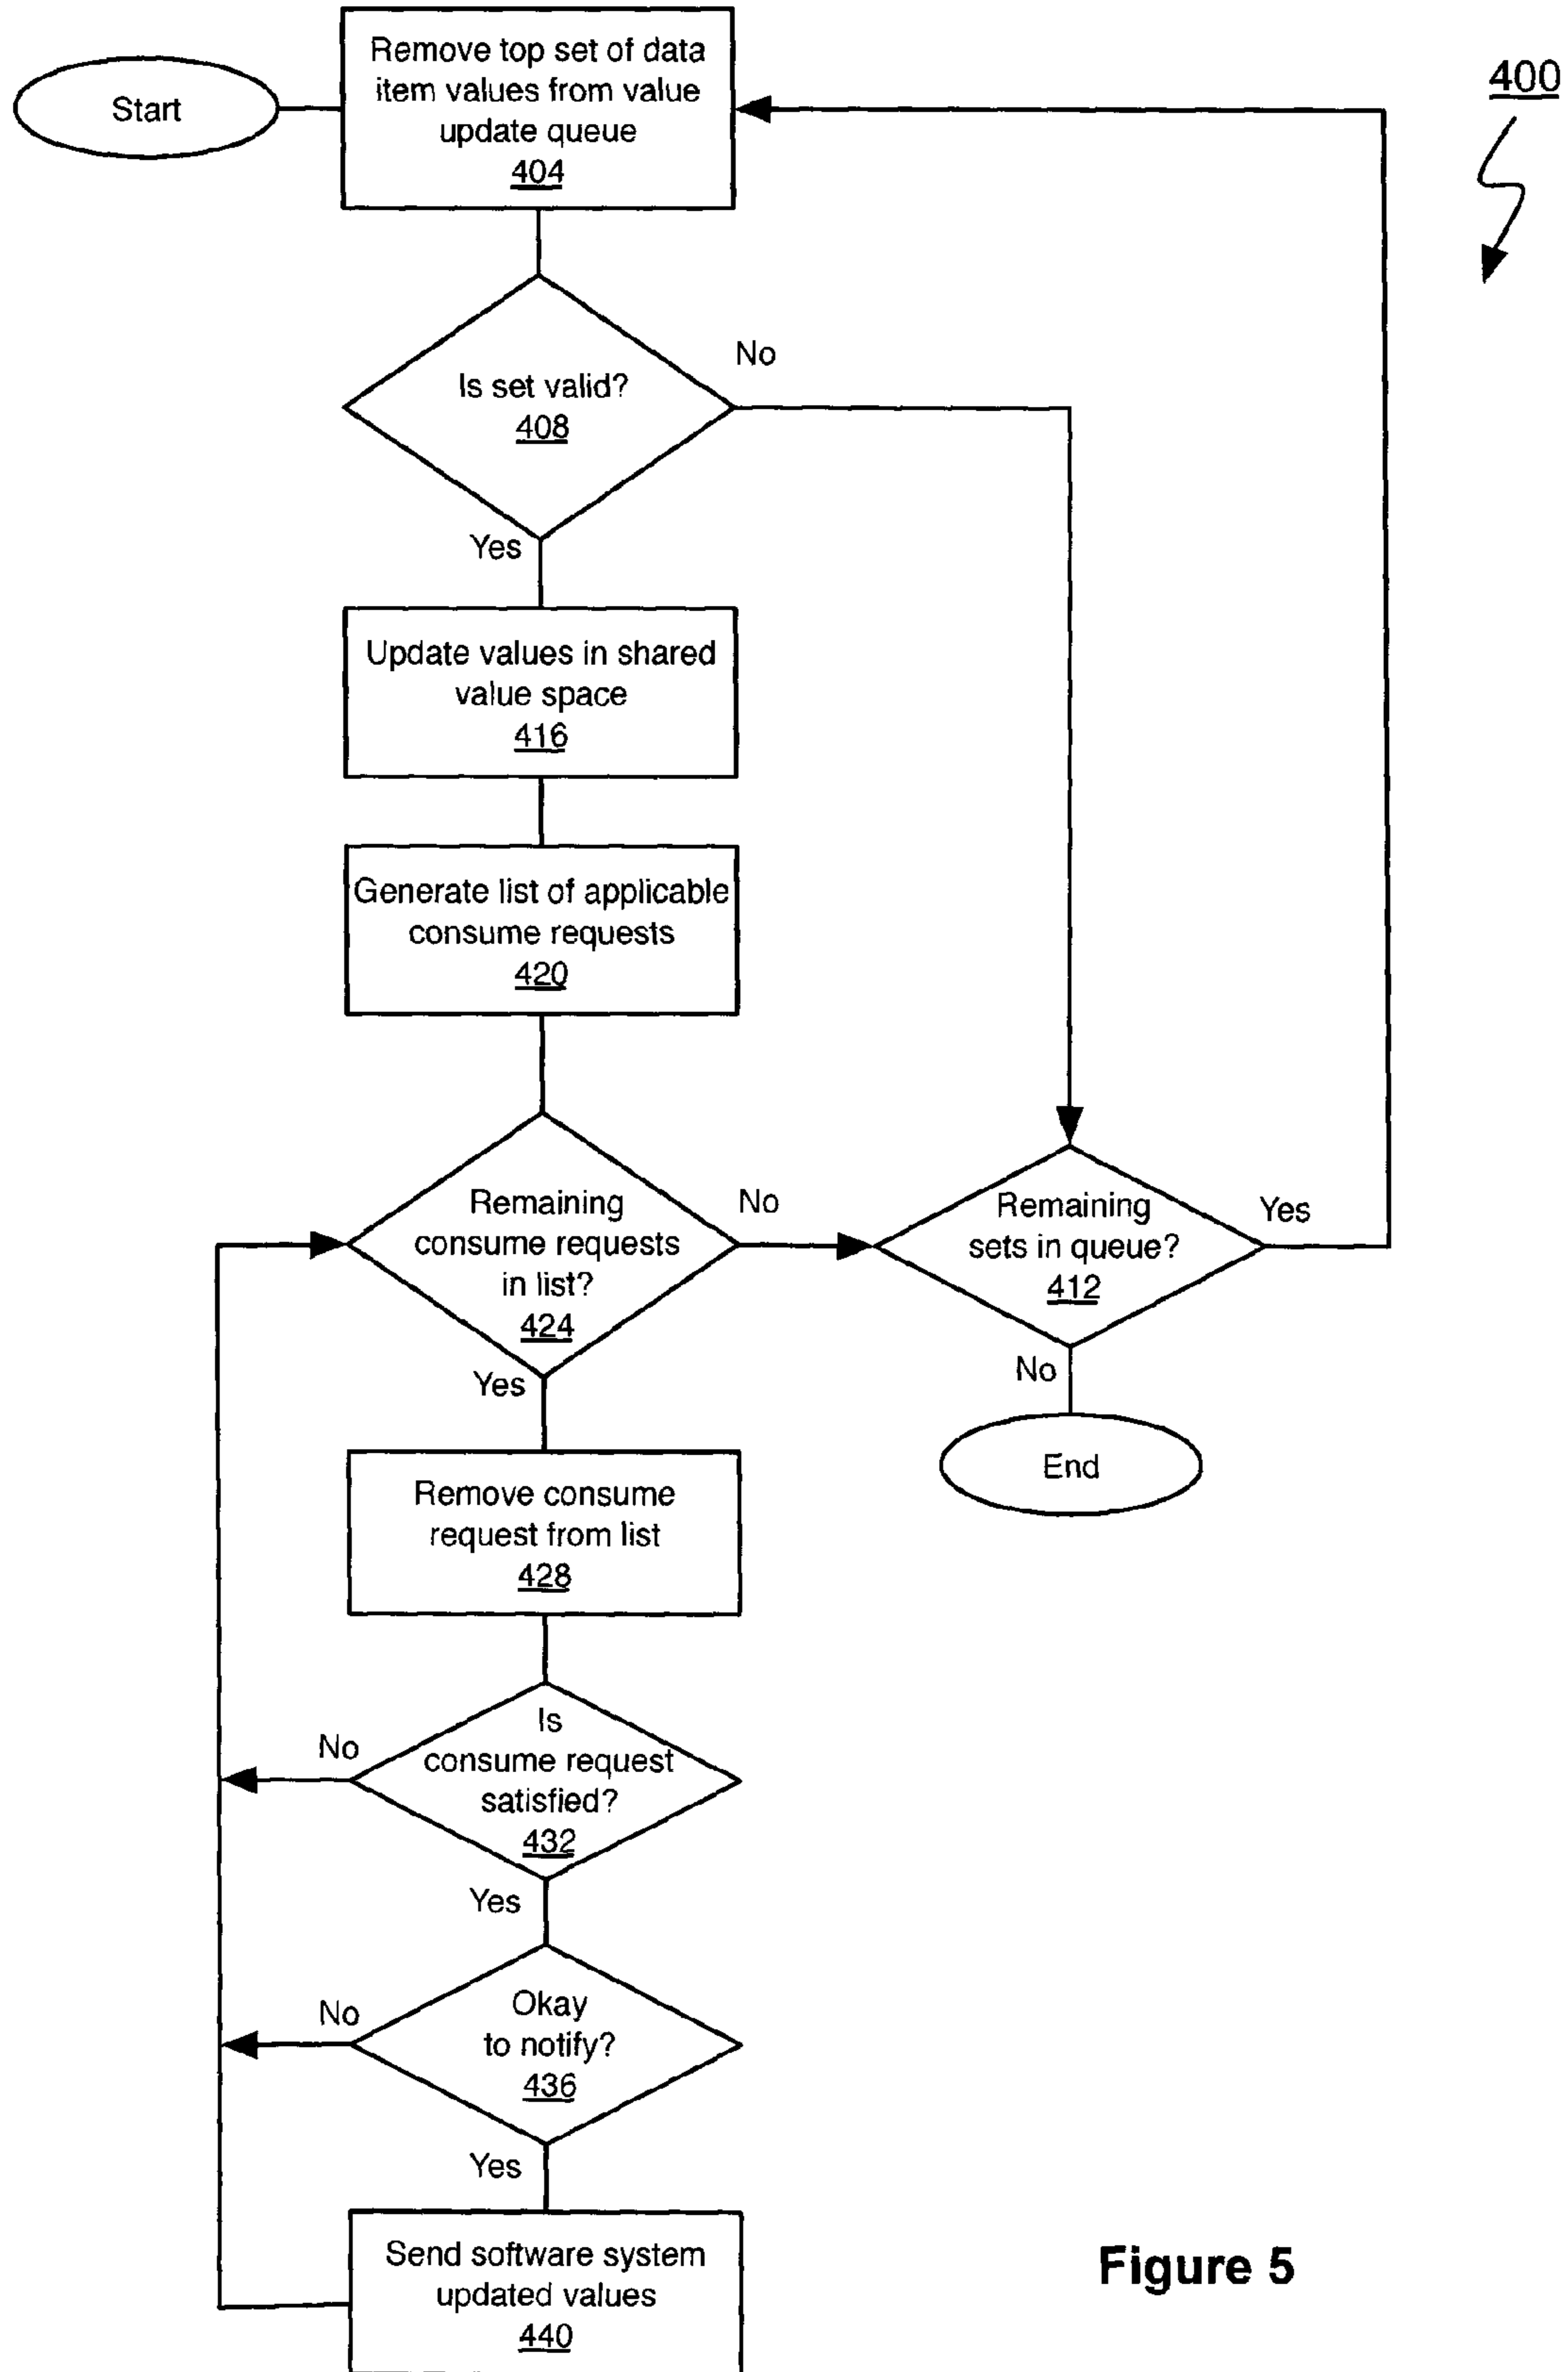 Start
Remove top set of data
item values from value
update queue
404
400
Is set valid?
408
No
Yes
Update values in shared
value space
416
Generate list of applicable
consume requests
420
Remaining
consume requests
in list?
424
No
Yes
Remaining
sets in queue?
412
Yes
No
End
Remove consume
request from list
428
Is
consume request
satisfied?
432
No
Yes
Okay
to notify?
436
No
Yes
Send software system
updated values
440
Figure 5